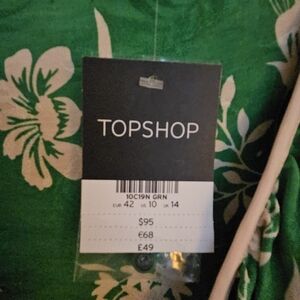 TOPSHOP
10C19N GRN
EUR 42 US 10 UK 14
$95
€68
£49